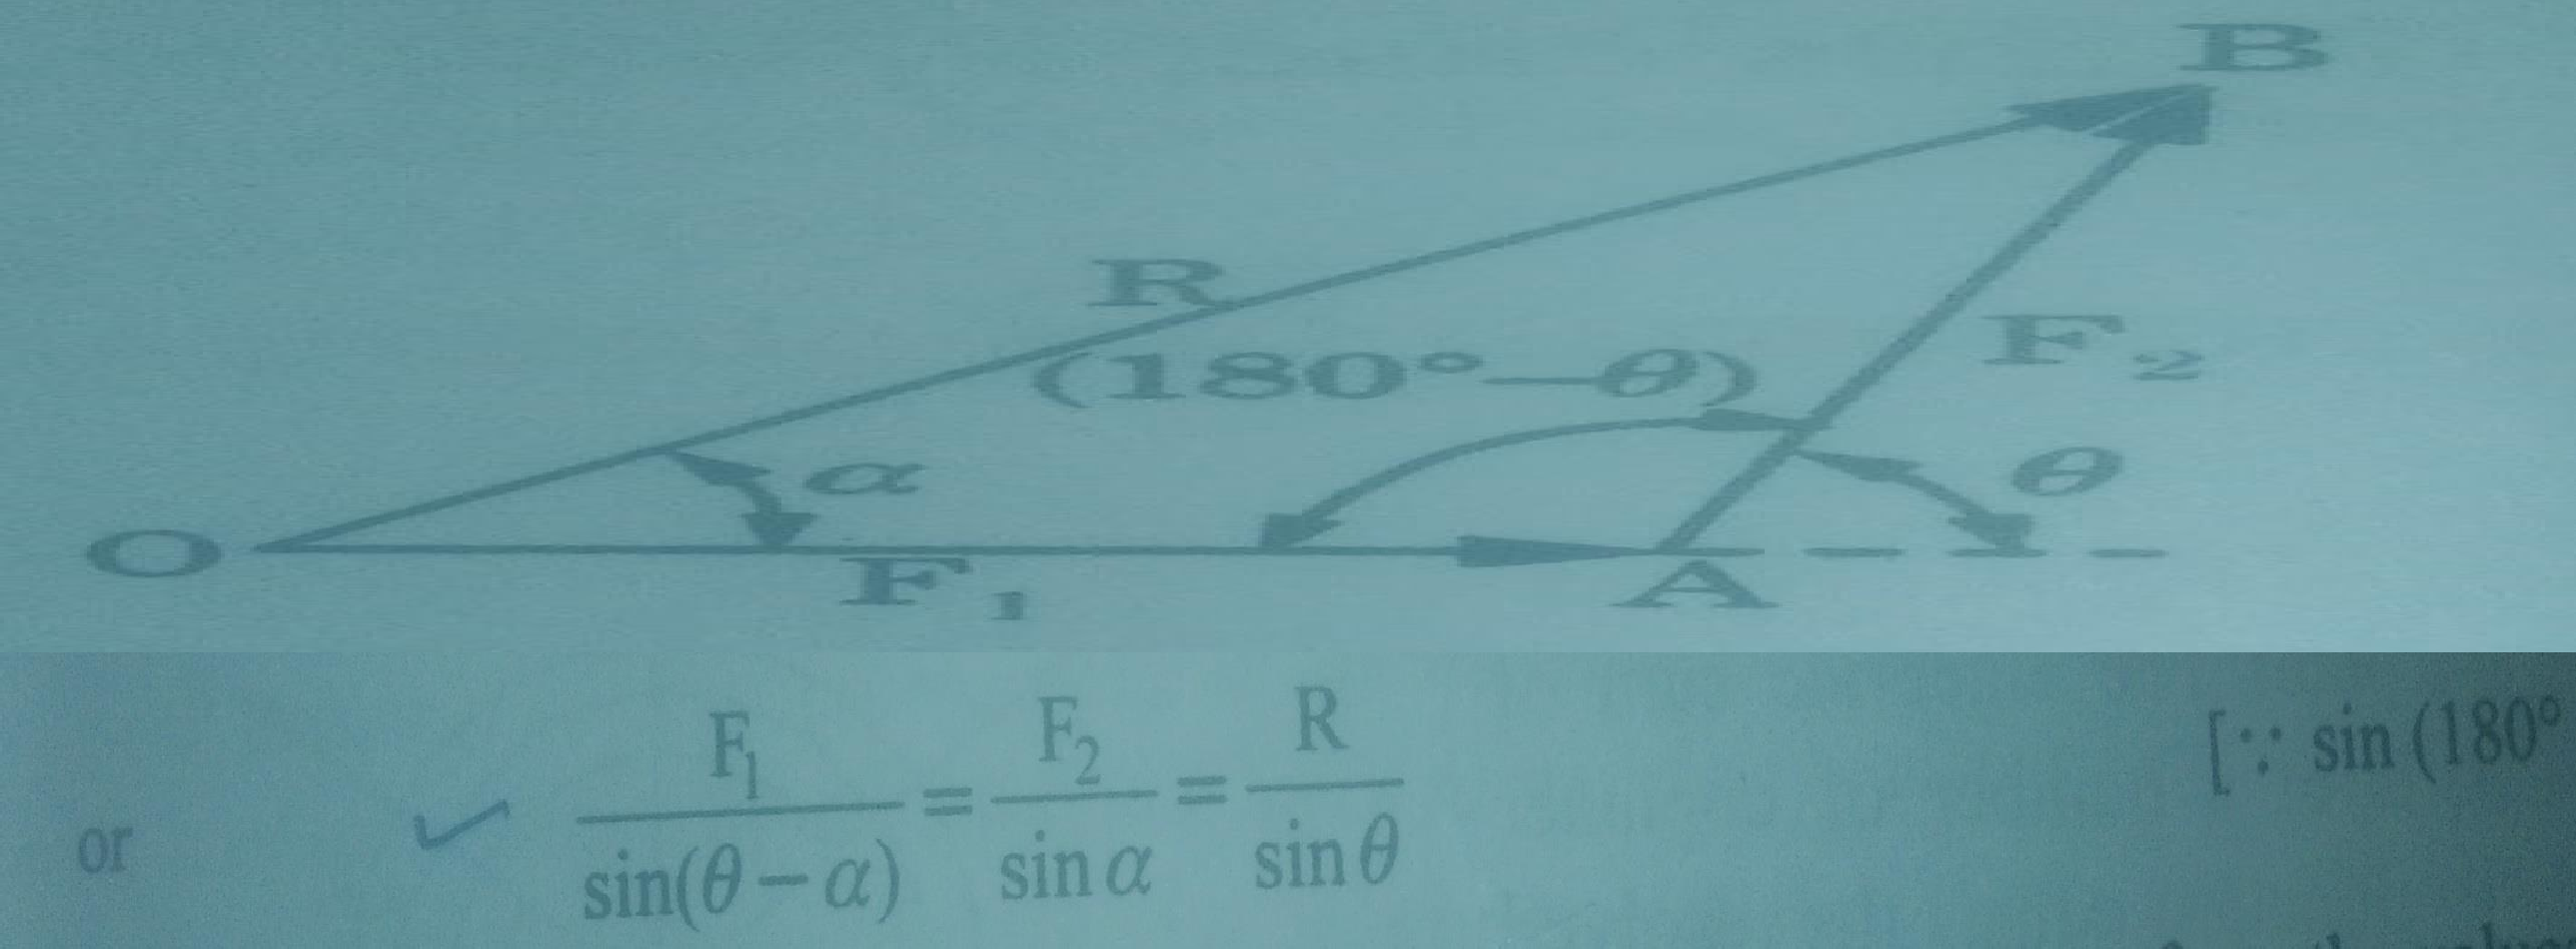 B
R
F₂
(180°–θ)
α
θ
O
F₁
A
or ✓ F₁/sin(θ – α) = F₂/sin α = R/sin θ [∵ sin (180°